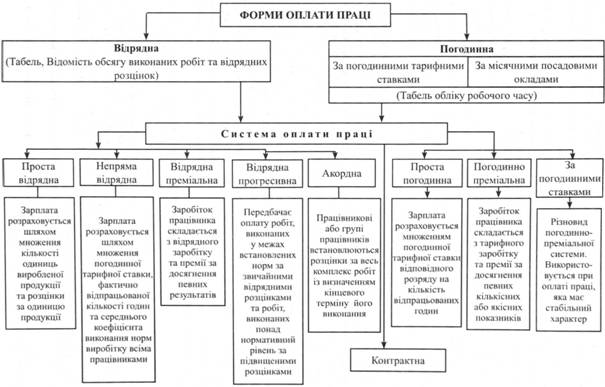 ФОРМИ ОПЛАТИ ПРАЦІ
Відрядна
(Табель, Відомість обсягу виконаних робіт та відрядних
розцінок)
Погодинна
За погодинними тарифними
ставками
За місячними посадовими
окладами
(Табель обліку робочого часу)
Система оплати праці
Проста
відрядна
Непряма
відрядна
Відрядна
преміальна
Відрядна
прогресивна
Акордна
Проста
погодинна
Погодинно
преміальна
За
погодинними
ставками
Зарплата
розраховується
шляхом
множення
кількості
одиниць
виробленої
продукції
та розцінки
за одиницю
продукції
Зарплата
розраховується
шляхом
множення
погодинної
тарифної ставки,
фактично
відпрацьованої
кількості годин
та середнього
коефіцієнта
виконання норм
виробітку всіма
працівниками
Заробіток
працівника
складається
з відрядного
заробітку
та премії за
досягнення
певних
результатів
Передбачає
оплату робіт,
виконаних
у межах
встановлених
норм за
звичайними
відрядними
розцінками
та робіт,
виконаних
понад
нормативний
рівень за
підвищеними
розцінками
Працівникові
або групі
працівників
встановлюються
розцінки за весь
комплекс робіт
із визначенням
кінцевого
терміну його
виконання
Зарплата
розраховується
множенням
погодинної
тарифної ставки
відповідного
розряду на
кількість
відпрацьованих
годин
Заробіток
працівника
складається
з тарифного
заробітку
та премії за
досягнення
певних
кількісних
або якісних
показників
Різновид
погодинно-
преміальної
системи.
Використо-
вується при
оплаті праці,
яка має
стабільний
характер
Контрактна